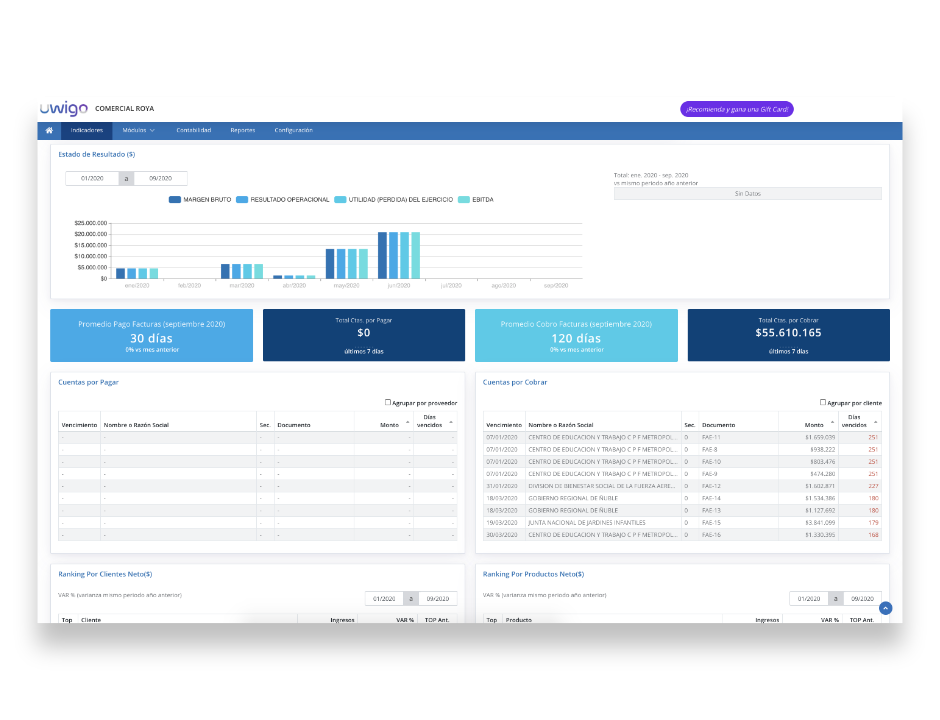 uwigo COMERCIAL ROYA
¡Recomienda y gana una Gift Card!
Indicadores Módulos Contabilidad Reportes Configuración
Estado de Resultado ($)
01/2020 a 09/2020
Total: ene. 2020 - sep. 2020
vs mismo periodo año anterior
Sin Datos
MARGEN BRUTO RESULTADO OPERACIONAL UTILIDAD (PERDIDA) DEL EJERCICIO EBITDA
$25.000.000
$20.000.000
$15.000.000
$10.000.000
$5.000.000
$0
ene/2020 feb/2020 mar/2020 abr/2020 may/2020 jun/2020 jul/2020 ago/2020 sep/2020
Promedio Pago Facturas (septiembre 2020)
30 días
0% vs mes anterior
Total Ctas. por Pagar
$0
últimos 7 días
Promedio Cobro Facturas (septiembre 2020)
120 días
0% vs mes anterior
Total Ctas. por Cobrar
$55.610.165
últimos 7 días
Cuentas por Pagar
Agrupar por proveedor
Vencimiento Nombre o Razón Social Sec. Documento Monto Días vencidos
- - - - - -
- - - - - -
- - - - - -
- - - - - -
- - - - - -
- - - - - -
- - - - - -
- - - - - -
- - - - - -
Cuentas por Cobrar
Agrupar por cliente
Vencimiento Nombre o Razón Social Sec. Documento Monto Días vencidos
07/01/2020 CENTRO DE EDUCACION Y TRABAJO C P F METROPOL... 0 FAE-11 $1.659.039 251
07/01/2020 CENTRO DE EDUCACION Y TRABAJO C P F METROPOL... 0 FAE-8 $938.222 251
07/01/2020 CENTRO DE EDUCACION Y TRABAJO C P F METROPOL... 0 FAE-10 $803.476 251
07/01/2020 CENTRO DE EDUCACION Y TRABAJO C P F METROPOL... 0 FAE-9 $474.280 251
31/01/2020 DIVISION DE BIENESTAR SOCIAL DE LA FUERZA AERE... 0 FAE-12 $1.602.871 227
18/03/2020 GOBIERNO REGIONAL DE ÑUBLE 0 FAE-14 $1.534.386 180
18/03/2020 GOBIERNO REGIONAL DE ÑUBLE 0 FAE-13 $1.127.692 180
19/03/2020 JUNTA NACIONAL DE JARDINES INFANTILES 0 FAE-15 $3.841.099 179
30/03/2020 CENTRO DE EDUCACION Y TRABAJO C P F METROPOL... 0 FAE-16 $1.330.395 168
Ranking Por Clientes Neto($)
VAR % (varianza mismo periodo año anterior)
01/2020 a 09/2020
Top Cliente Ingresos VAR % TOP Ant.
Ranking Por Productos Neto($)
VAR % (varianza mismo periodo año anterior)
01/2020 a 09/2020
Top Producto Ingresos VAR % TOP Ant.